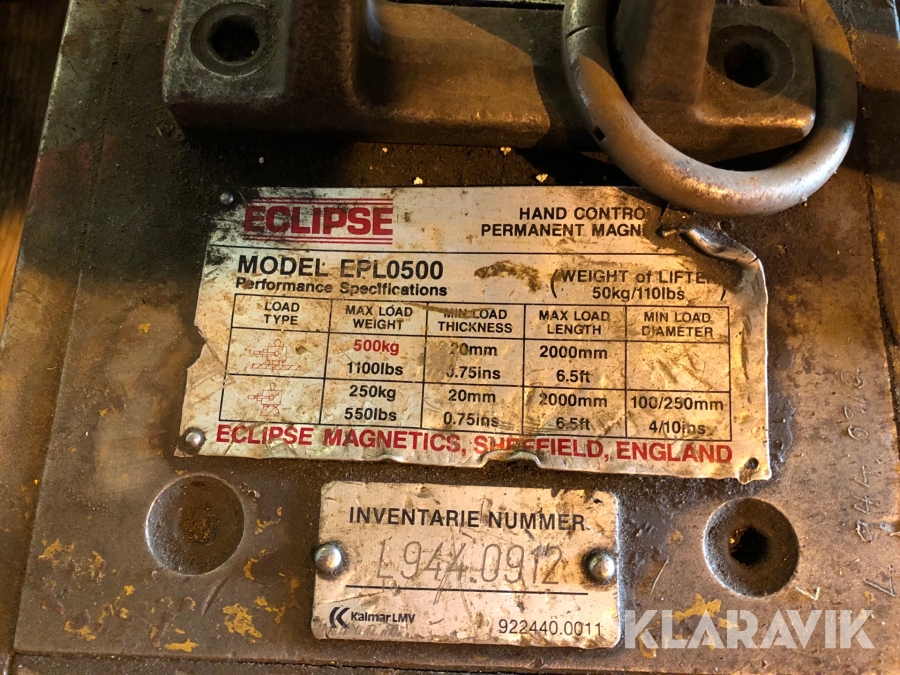 ECLIPSE
HAND CONTRO
PERMANENT MAGN
MODEL EPL0500
Performance Specifications
(WEIGHT of LIFTE
50kg/110lbs
LOAD TYPE
MAX LOAD WEIGHT
MIN LOAD THICKNESS
MAX LOAD LENGTH
MIN LOAD DIAMETER
500kg 20mm 2000mm
1100lbs 0.75ins 6.5ft
250kg 20mm 2000mm 100/250mm
550lbs 0.75ins 6.5ft 4/10ins
ECLIPSE MAGNETICS, SHEFFIELD, ENGLAND
INVENTARIE NUMMER
L944.0912
Kalmar LMV
922440.0011
KLARAVIK